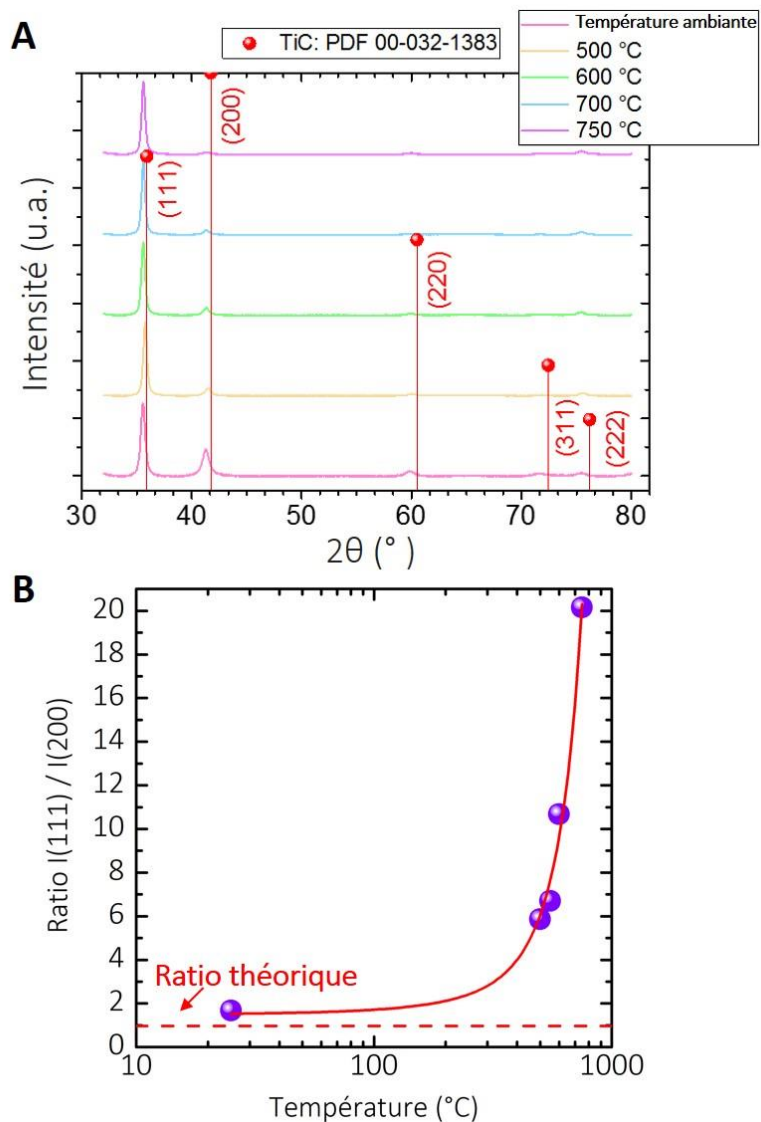 A
TiC: PDF 00-032-1383
Température ambiante
500 °C
600 °C
700 °C
750 °C
Intensité (u.a.)
(111)
(200)
(220)
(311)
(222)
30 40 50 60 70 80
2θ (° )
B
20
18
16
14
12
10
8
6
4
2
0
Ratio I(111) / I(200)
Ratio théorique
10 100 1000
Température (°C)